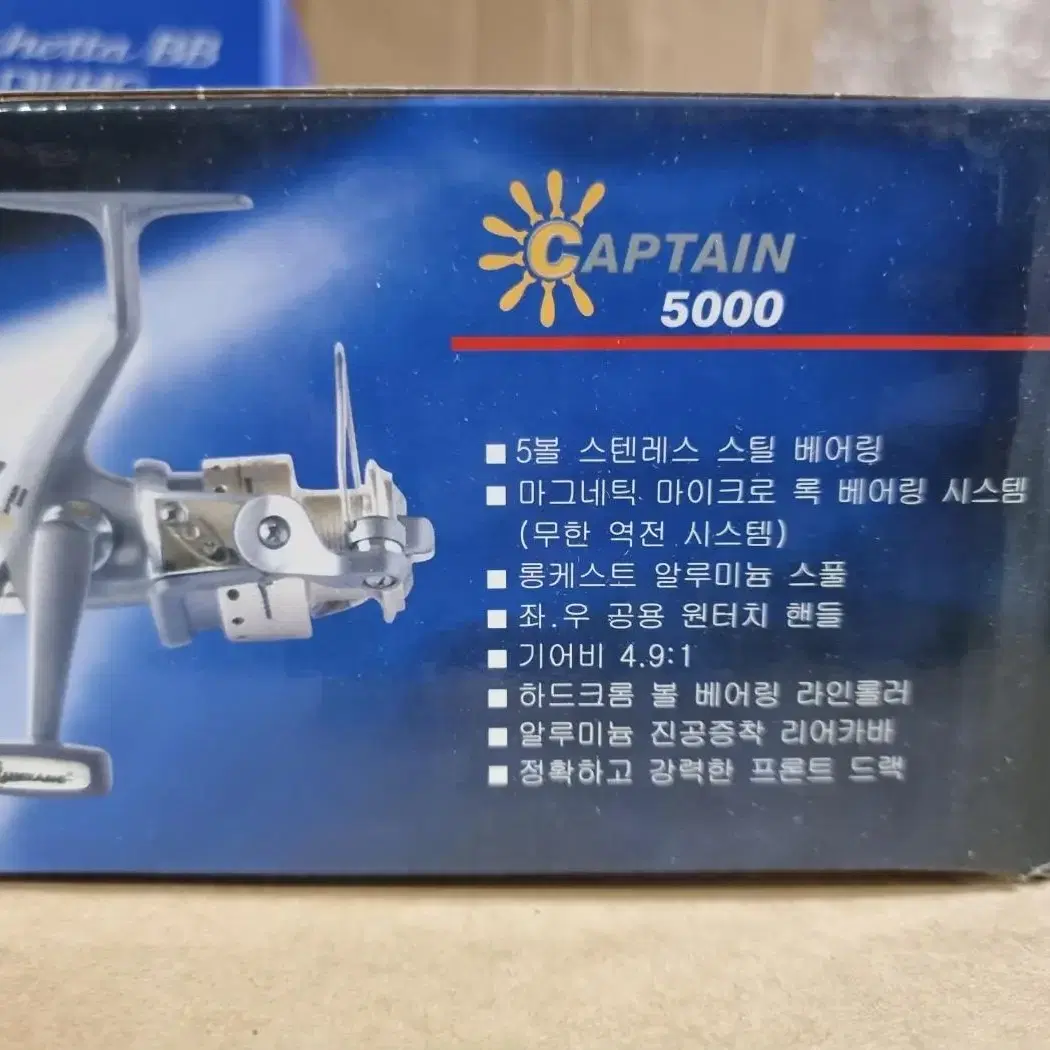 BB
CAPTAIN
5000
■ 5볼 스텐레스 스틸 베어링
■ 마그네틱 마이크로 록 베어링 시스템
(무한 역전 시스템)
■ 롱케스트 알루미늄 스풀
■ 좌.우 공용 원터치 핸들
■ 기어비 4.9:1
■ 하드크롬 볼 베어링 라인롤러
■ 알루미늄 진공증착 리어카바
■ 정확하고 강력한 프론트 드랙